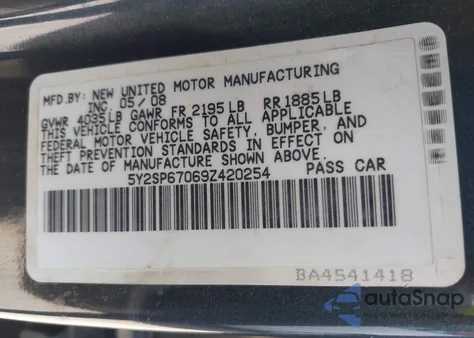 MFD.BY: NEW UNITED MOTOR MANUFACTURING
INC. 05/08
GVWR 4035LB GAWR FR 2195LB RR 1885LB
THIS VEHICLE CONFORMS TO ALL APPLICABLE
FEDERAL MOTOR VEHICLE SAFETY, BUMPER, AND
THEFT PREVENTION STANDARDS IN EFFECT ON
THE DATE OF MANUFACTURE SHOWN ABOVE.
5Y2SP67069Z420254 PASS CAR
BA4541418
autoSnap